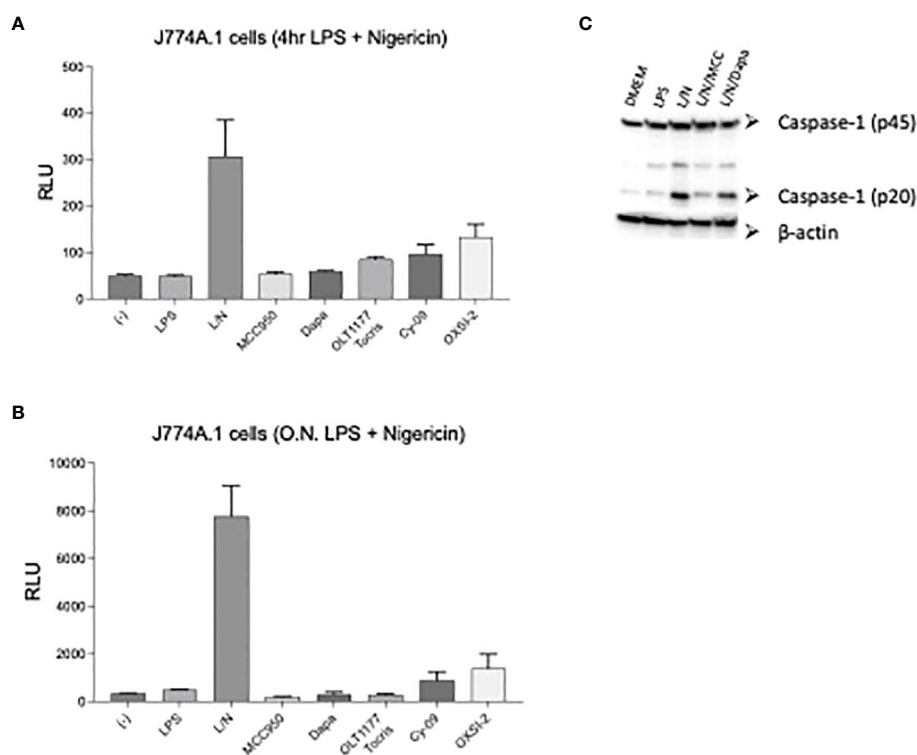 A
J774A.1 cells (4hr LPS + Nigericin)
500
400
300
200
100
0
RLU
(-)
LPS
L/N
MCC950
Dapa
OLT1177
Tocris
Cy-09
OXSI-2
B
J774A.1 cells (O.N. LPS + Nigericin)
10000
8000
6000
4000
2000
0
RLU
(-)
LPS
L/N
MCC950
Dapa
OLT1177
Tocris
Cy-09
OXSI-2
C
DMEM
LPS
L/N
L/N/MCC
L/N/Dapa
Caspase-1 (p45)
Caspase-1 (p20)
β-actin